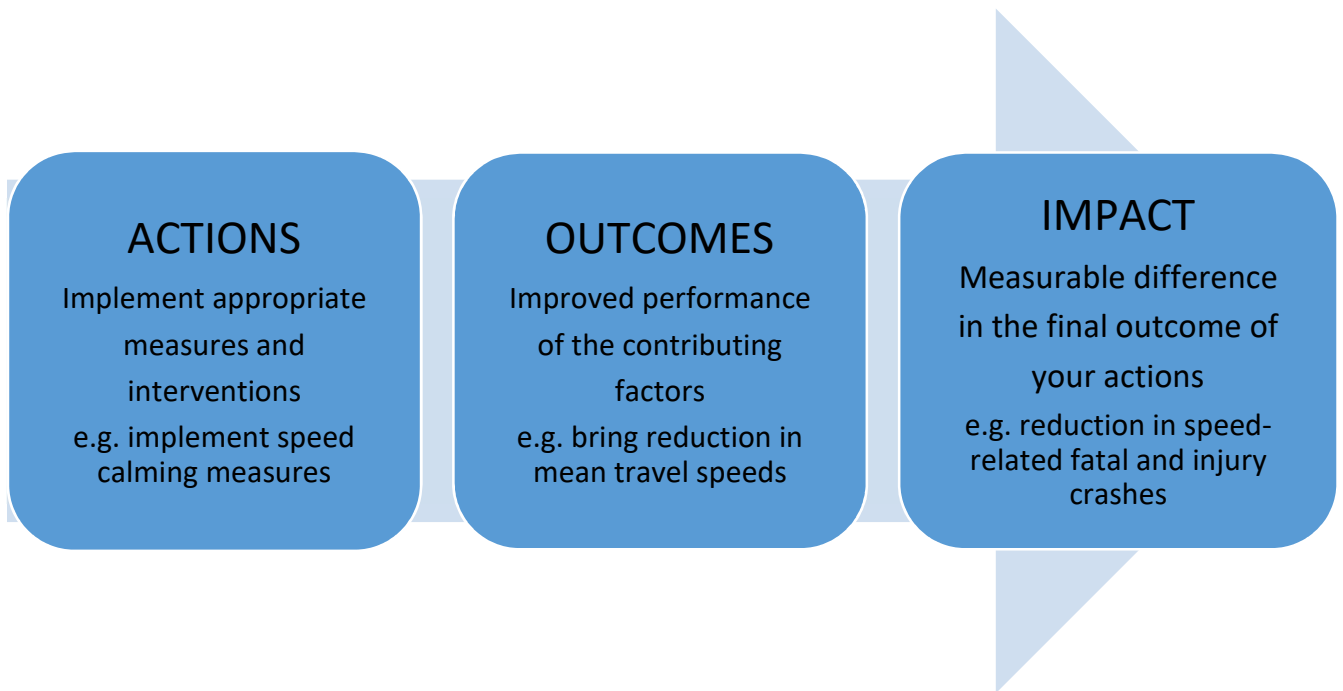 ACTIONS
Implement appropriate
measures and
interventions
e.g. implement speed
calming measures
OUTCOMES
Improved performance
of the contributing
factors
e.g. bring reduction in
mean travel speeds
IMPACT
Measurable difference
in the final outcome of
your actions
e.g. reduction in speed-
related fatal and injury
crashes